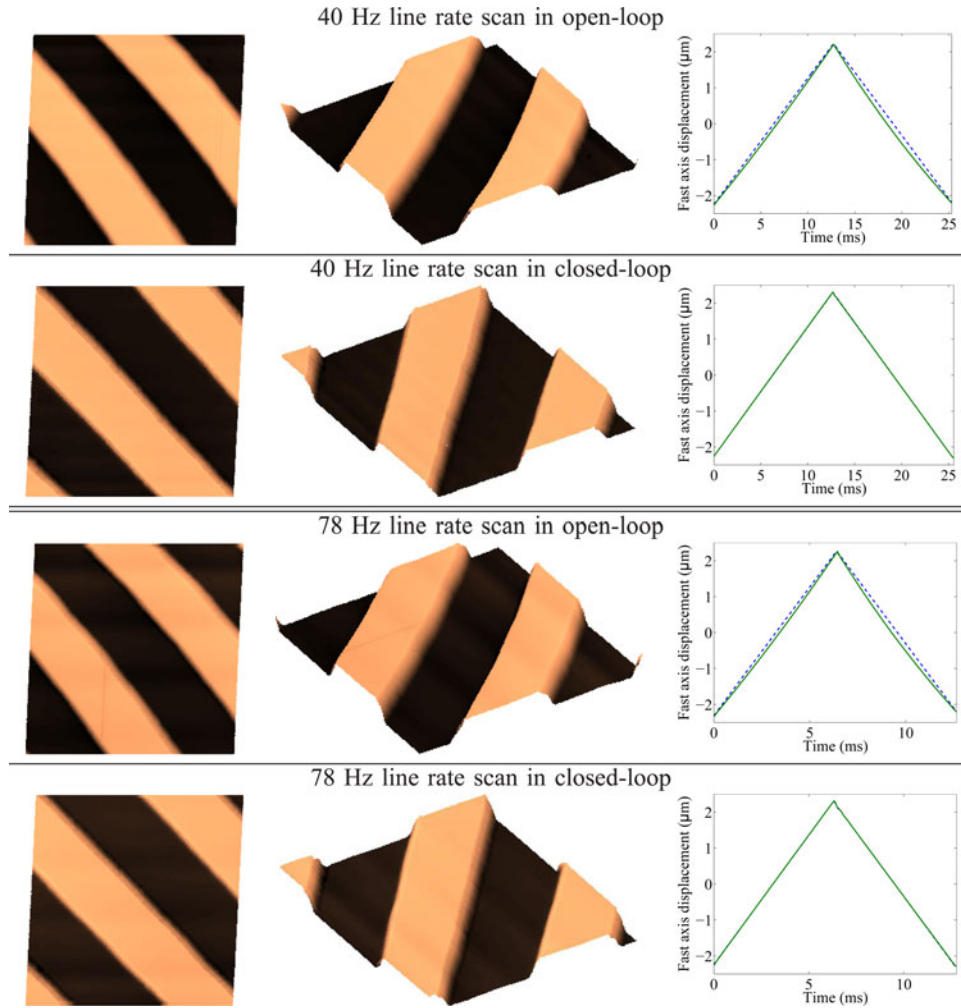 40 Hz line rate scan in open-loop
Fast axis displacement (μm)
2
1
0
−1
−2
0 5 10 15 20 25
Time (ms)
40 Hz line rate scan in closed-loop
Fast axis displacement (μm)
2
1
0
−1
−2
0 5 10 15 20 25
Time (ms)
78 Hz line rate scan in open-loop
Fast axis displacement (μm)
2
1
0
−1
−2
0 5 10
Time (ms)
78 Hz line rate scan in closed-loop
Fast axis displacement (μm)
2
1
0
−1
−2
0 5 10
Time (ms)